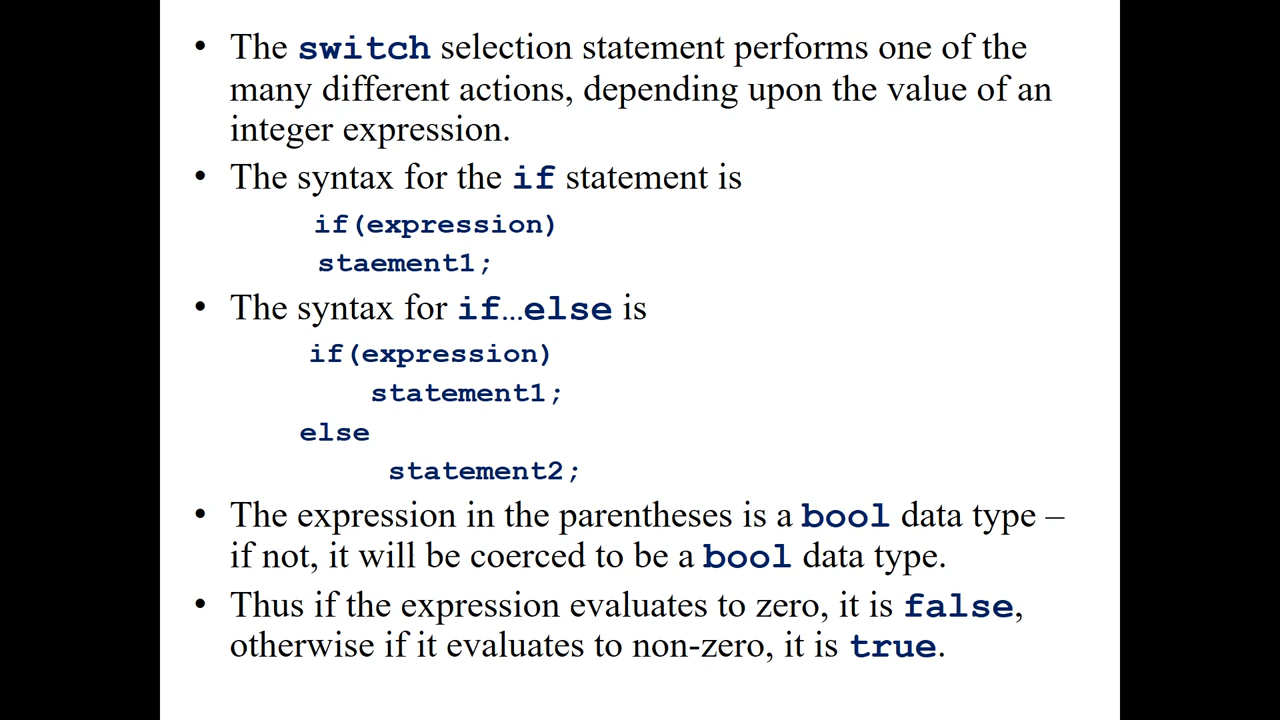 • The switch selection statement performs one of the
many different actions, depending upon the value of an
integer expression.
• The syntax for the if statement is
if(expression)
staement1;
• The syntax for if…else is
if(expression)
statement1;
else
statement2;
• The expression in the parentheses is a bool data type –
if not, it will be coerced to be a bool data type.
• Thus if the expression evaluates to zero, it is false,
otherwise if it evaluates to non-zero, it is true.